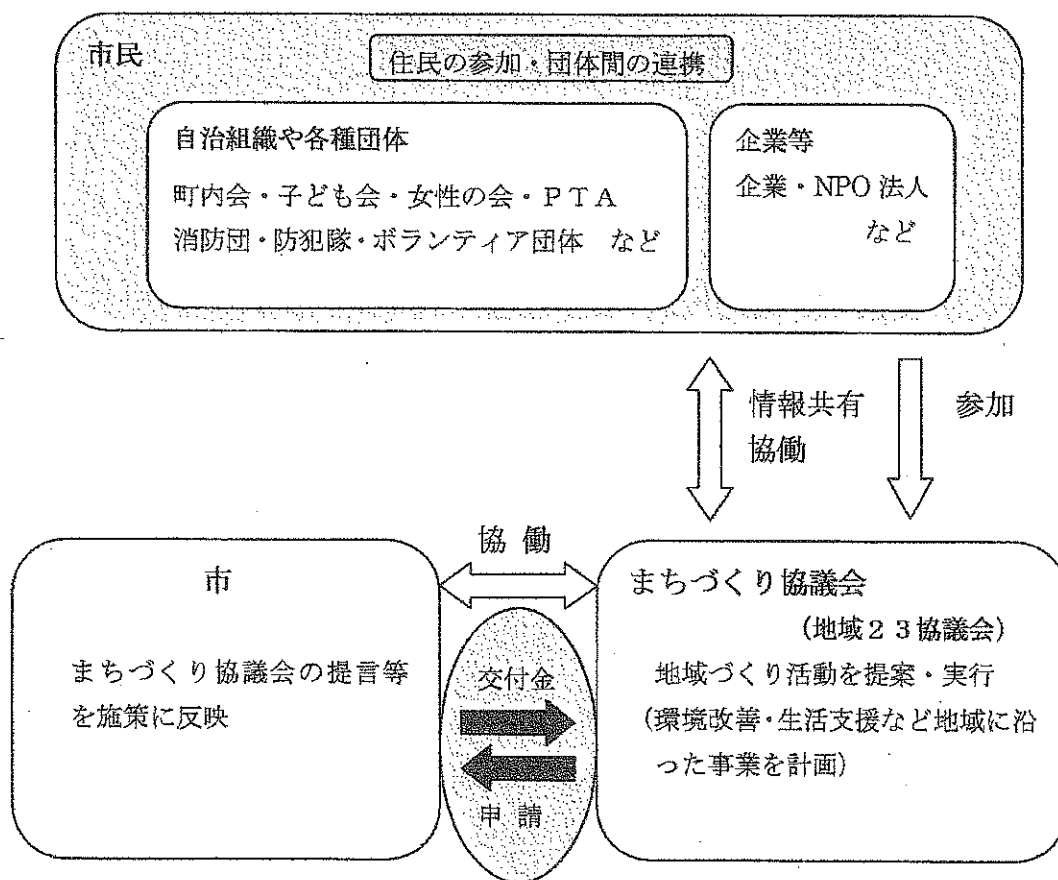 市民
住民の参加・団体間の連携
自治組織や各種団体
町内会・子ども会・女性の会・ＰＴＡ
消防団・防犯隊・ボランティア団体　など
企業等
企業・NPO 法人
など
情報共有
協働
参加
協 働
市
まちづくり協議会の提言等
を施策に反映
交付金
申 請
まちづくり協議会
（地域２３協議会）
地域づくり活動を提案・実行
（環境改善・生活支援など地域に沿
った事業を計画）